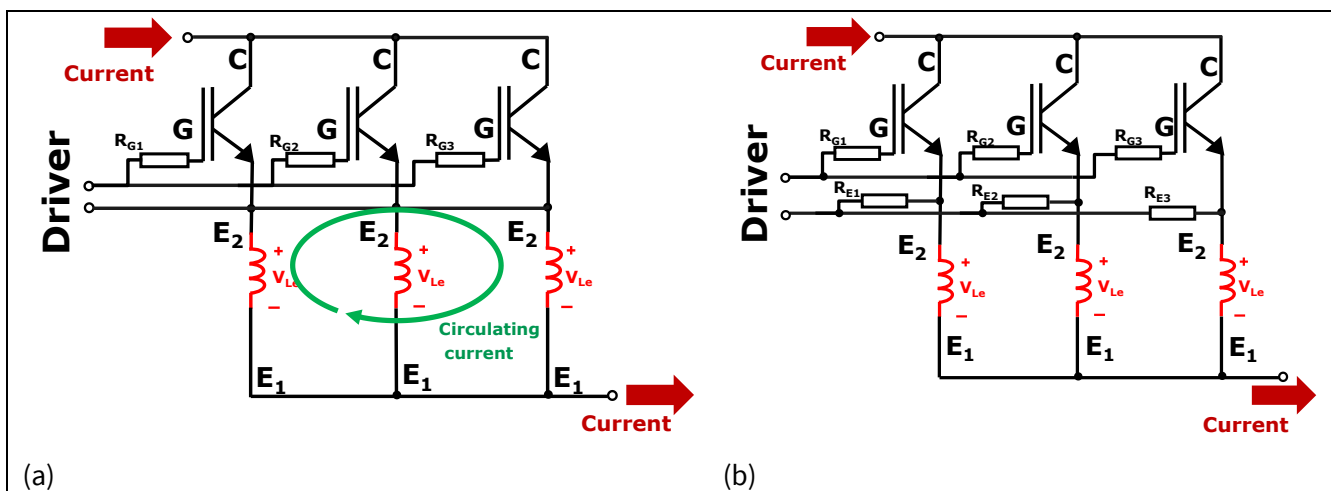 Current
C
C
C
G
G
G
RG1
RG2
RG3
Driver
E2
E2
E2
+
+
+
VLe
VLe
VLe
−
−
−
Circulating
current
E1
E1
E1
Current
(a)
Current
C
C
C
G
G
G
RG1
RG2
RG3
Driver
RE1
RE2
RE3
E2
E2
E2
+
+
+
VLe
VLe
VLe
−
−
−
E1
E1
E1
Current
(b)